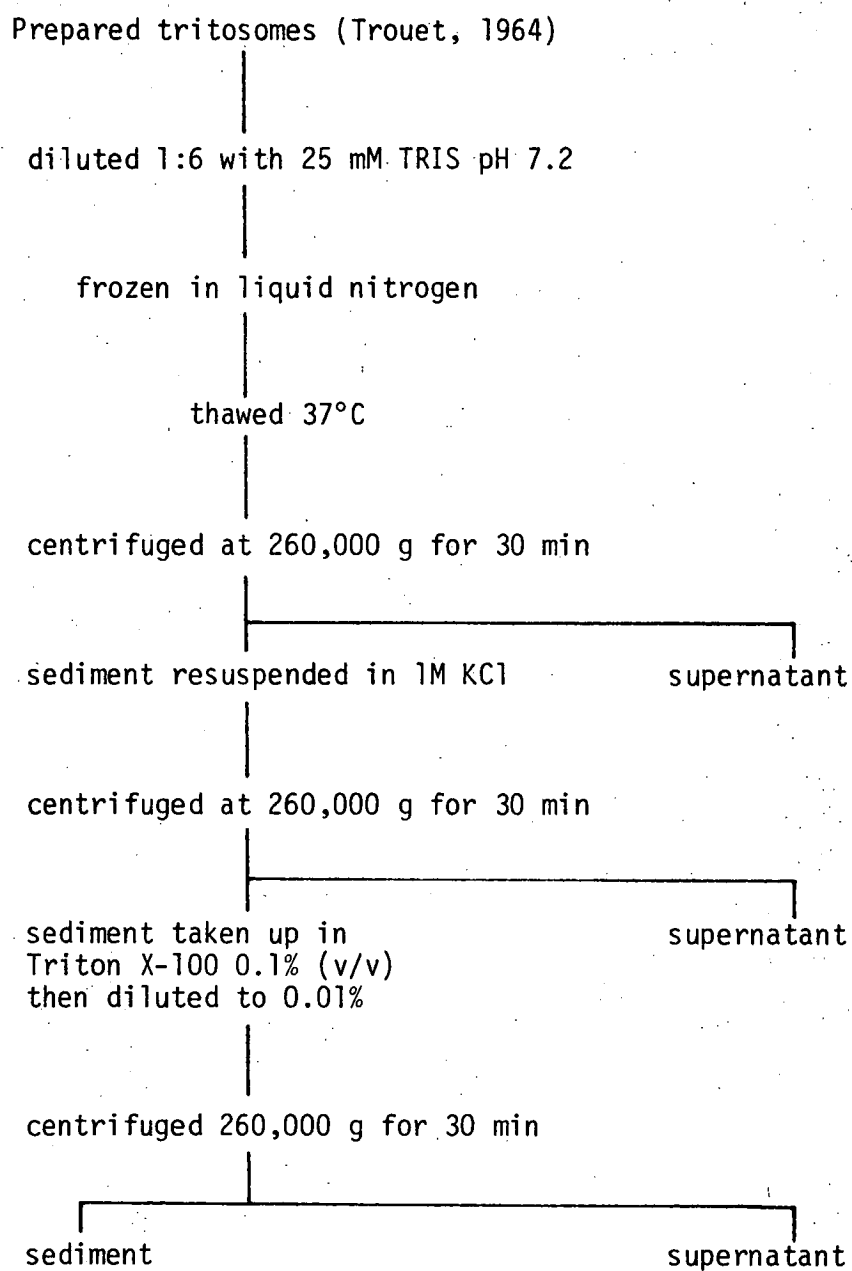 Prepared tritosomes (Trouet, 1964)
diluted 1:6 with 25 mM TRIS pH 7.2
frozen in liquid nitrogen
thawed 37°C
centrifuged at 260,000 g for 30 min
sediment resuspended in 1M KCl
supernatant
centrifuged at 260,000 g for 30 min
sediment taken up in
Triton X-100 0.1% (v/v)
then diluted to 0.01%
supernatant
centrifuged 260,000 g for 30 min
sediment
supernatant